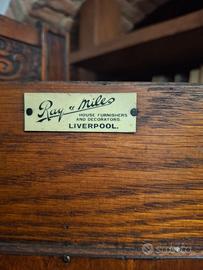 Ray & Miles
HOUSE FURNISHERS
AND DECORATORS.
LIVERPOOL.